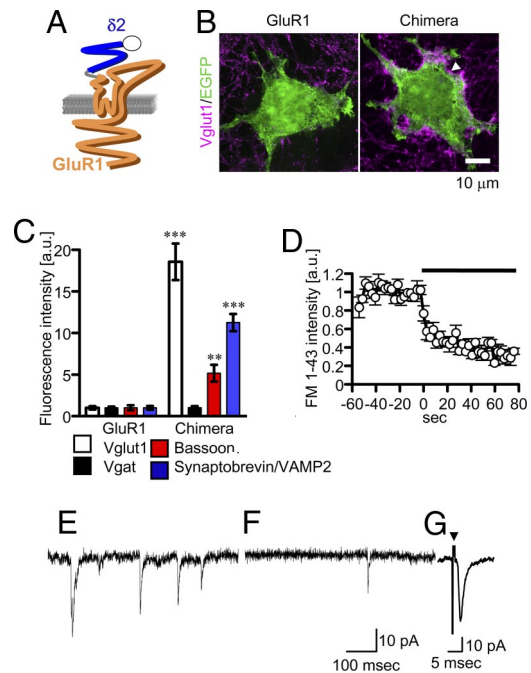 A
δ2
GluR1
B
GluR1
Chimera
Vglut1/EGFP
10 μm
C
Fluorescence intensity [a.u.]
20
15
10
5
0
***
**
***
GluR1
Chimera
Vglut1
Bassoon.
Vgat
Synaptobrevin/VAMP2
D
FM 1-43 intensity [a.u.]
1.2
1
0.8
0.6
0.4
0.2
0
-60 -40 -20 0 20 40 60 80
sec
E
F
G
10 pA
100 msec
10 pA
5 msec